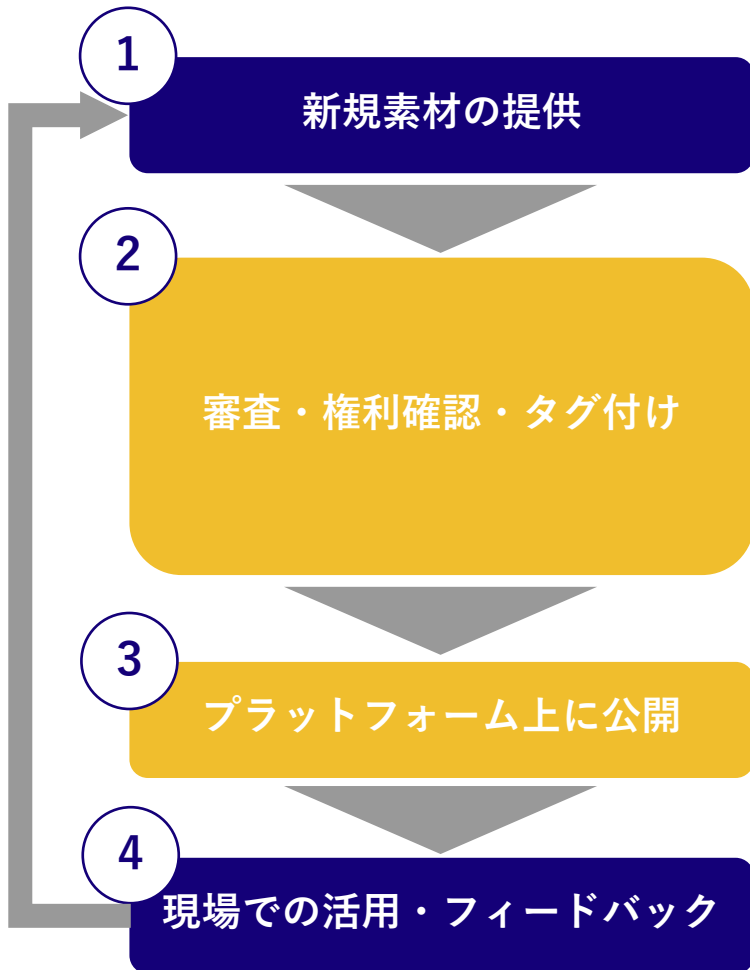 1
新規素材の提供
2
審査・権利確認・タグ付け
3
プラットフォーム上に公開
4
現場での活用・フィードバック